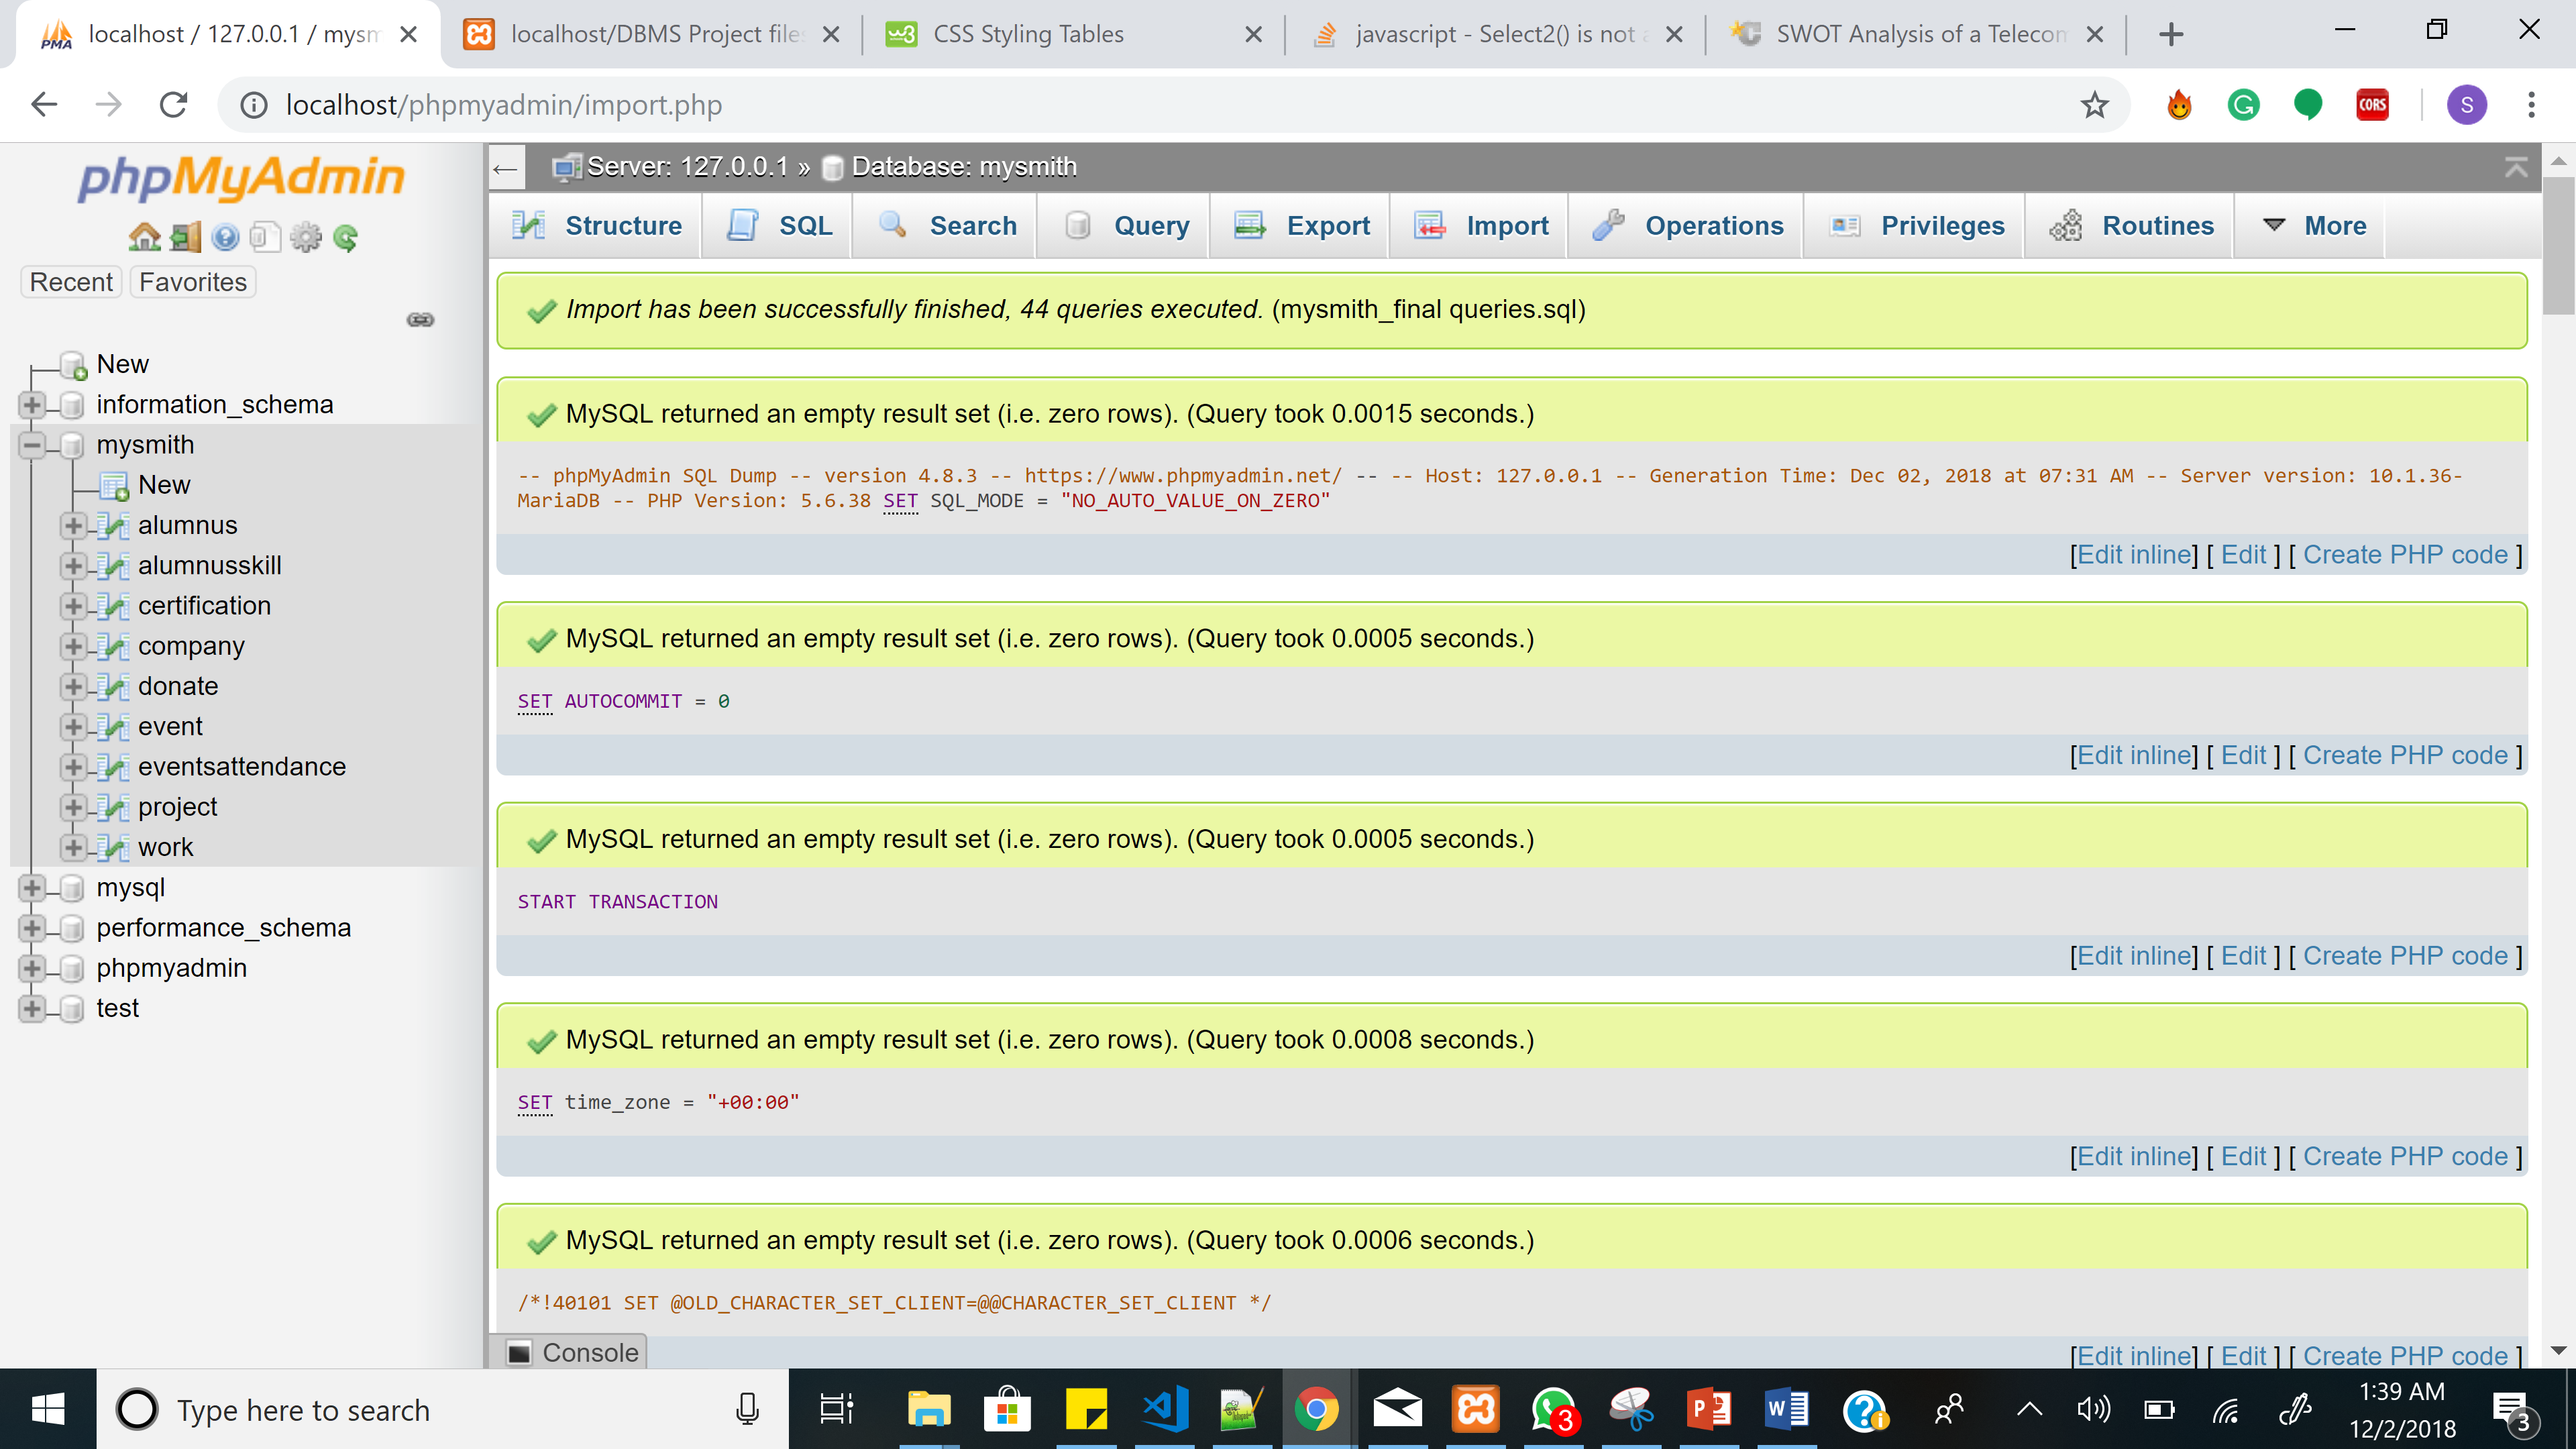 localhost / 127.0.0.1 / mysm
localhost/DBMS Project file
CSS Styling Tables
javascript - Select2() is not a
SWOT Analysis of a Telecon
localhost/phpmyadmin/import.php
CORS
S
phpMyAdmin
Recent
Favorites
New
information_schema
mysmith
New
alumnus
alumnusskill
certification
company
donate
event
eventsattendance
project
work
mysql
performance_schema
phpmyadmin
test
Server: 127.0.0.1 » Database: mysmith
Structure
SQL
Search
Query
Export
Import
Operations
Privileges
Routines
More
Import has been successfully finished, 44 queries executed. (mysmith_final queries.sql)
MySQL returned an empty result set (i.e. zero rows). (Query took 0.0015 seconds.)
-- phpMyAdmin SQL Dump -- version 4.8.3 -- https://www.phpmyadmin.net/ -- -- Host: 127.0.0.1 -- Generation Time: Dec 02, 2018 at 07:31 AM -- Server version: 10.1.36-
MariaDB -- PHP Version: 5.6.38 SET SQL_MODE = "NO_AUTO_VALUE_ON_ZERO"
[Edit inline] [ Edit ] [ Create PHP code ]
MySQL returned an empty result set (i.e. zero rows). (Query took 0.0005 seconds.)
SET AUTOCOMMIT = 0
[Edit inline] [ Edit ] [ Create PHP code ]
MySQL returned an empty result set (i.e. zero rows). (Query took 0.0005 seconds.)
START TRANSACTION
[Edit inline] [ Edit ] [ Create PHP code ]
MySQL returned an empty result set (i.e. zero rows). (Query took 0.0008 seconds.)
SET time_zone = "+00:00"
[Edit inline] [ Edit ] [ Create PHP code ]
MySQL returned an empty result set (i.e. zero rows). (Query took 0.0006 seconds.)
/*!40101 SET @OLD_CHARACTER_SET_CLIENT=@@CHARACTER_SET_CLIENT */
[Edit inline] [ Edit ] [ Create PHP code ]
Console
Type here to search
3
1:39 AM
12/2/2018
3